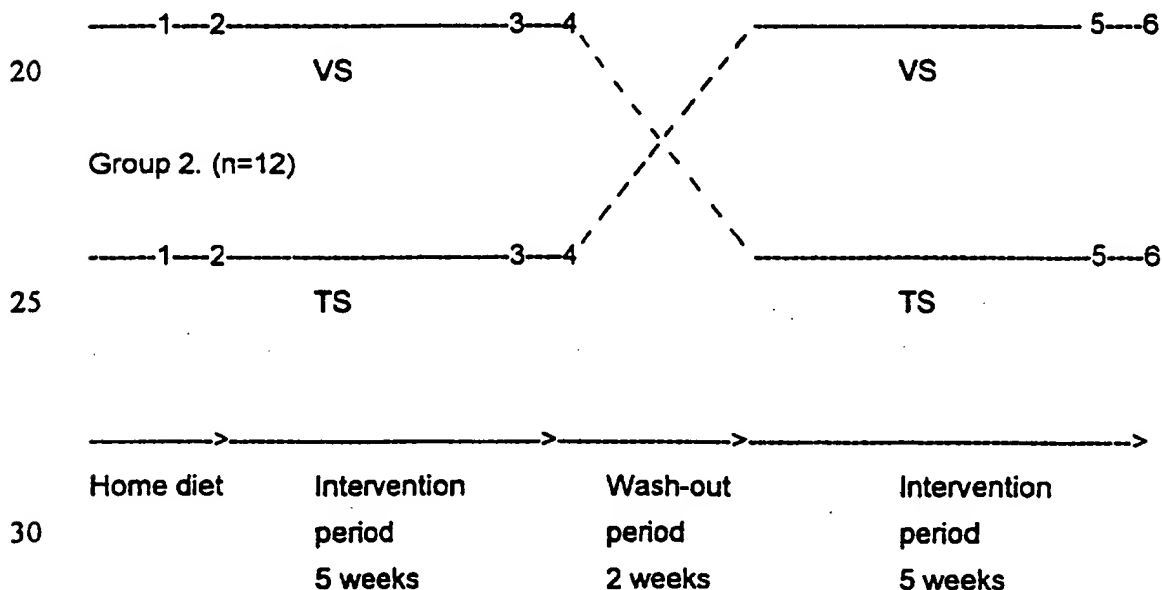 1 2 3 4 5 6
20 VS VS
Group 2. (n=12)
1 2 3 4 5 6
25 TS TS
Home diet Intervention Wash-out Intervention
30 period period period
5 weeks 2 weeks 5 weeks